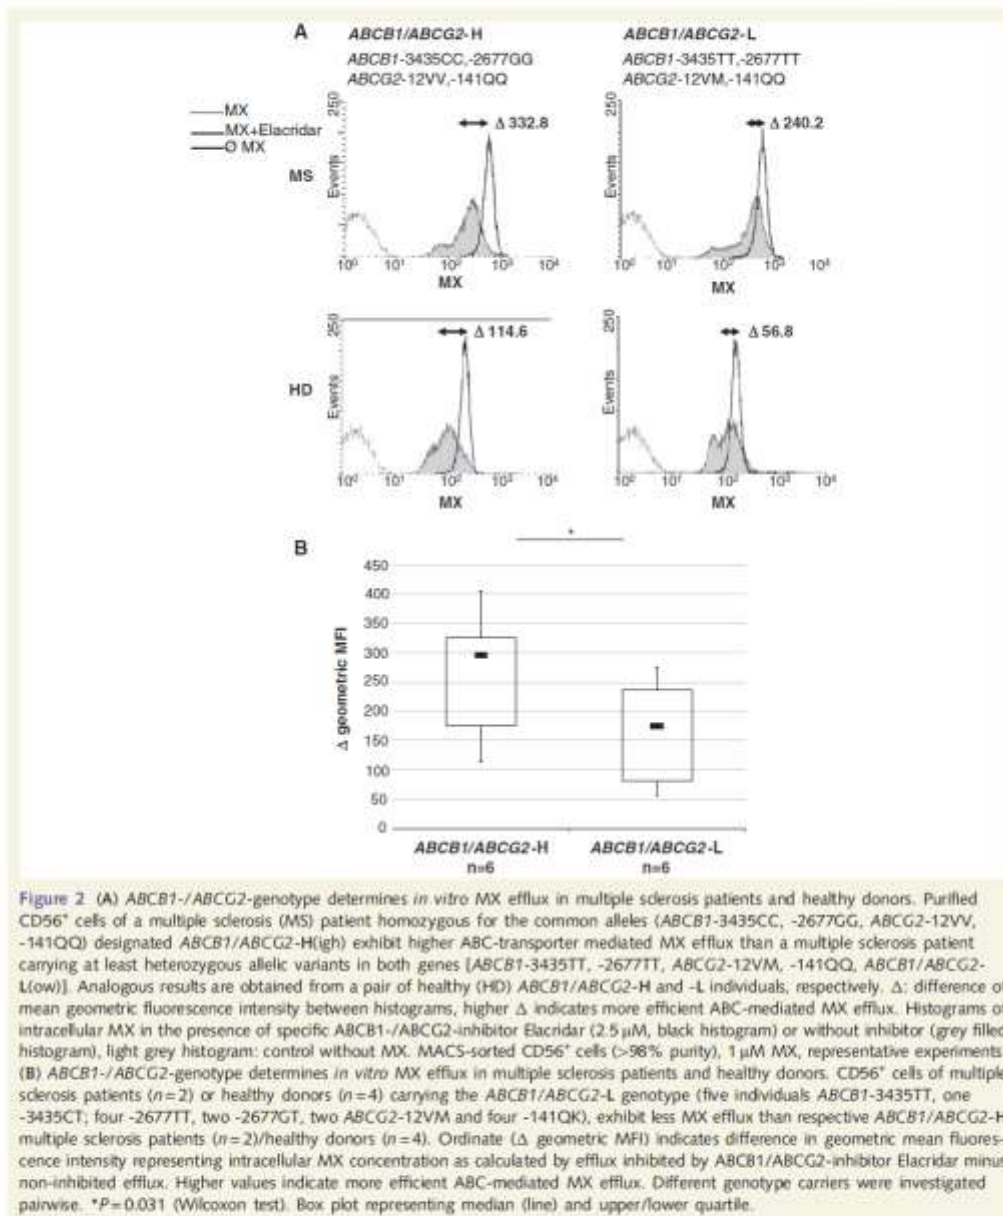 A
ABCB1/ABCG2-H
ABCB1-3435CC,-2677GG
ABCG2-12VV,-141QQ
ABCB1/ABCG2-L
ABCB1-3435TT,-2677TT
ABCG2-12VM,-141QQ
MX
MX+Elacridar
Ø MX
MS
250
Events
Δ 332.8
10⁰ 10¹ 10² 10³ 10⁴
MX
250
Events
Δ 240.2
10⁰ 10¹ 10² 10³ 10⁴
MX
HD
250
Events
Δ 114.6
10⁰ 10¹ 10² 10³ 10⁴
MX
250
Events
Δ 56.8
10⁰ 10¹ 10² 10³ 10⁴
MX
B
*
Δ geometric MFI
450
400
350
300
250
200
150
100
50
0
ABCB1/ABCG2-H
n=6
ABCB1/ABCG2-L
n=6
Figure 2 (A) ABCB1-/ABCG2-genotype determines in vitro MX efflux in multiple sclerosis patients and healthy donors. Purified
CD56⁺ cells of a multiple sclerosis (MS) patient homozygous for the common alleles (ABCB1-3435CC, -2677GG, ABCG2-12VV,
-141QQ) designated ABCB1/ABCG2-H(igh) exhibit higher ABC-transporter mediated MX efflux than a multiple sclerosis patient
carrying at least heterozygous allelic variants in both genes [ABCB1-3435TT, -2677TT, ABCG2-12VM, -141QQ, ABCB1/ABCG2-
L(ow)]. Analogous results are obtained from a pair of healthy (HD) ABCB1/ABCG2-H and -L individuals, respectively. Δ: difference of
mean geometric fluorescence intensity between histograms, higher Δ indicates more efficient ABC-mediated MX efflux. Histograms of
intracellular MX in the presence of specific ABCB1-/ABCG2-inhibitor Elacridar (2.5 μM, black histogram) or without inhibitor (grey filled
histogram), light grey histogram: control without MX. MACS-sorted CD56⁺ cells (>98% purity), 1 μM MX, representative experiments
(B) ABCB1-/ABCG2-genotype determines in vitro MX efflux in multiple sclerosis patients and healthy donors. CD56⁺ cells of multiple
sclerosis patients (n = 2) or healthy donors (n = 4) carrying the ABCB1/ABCG2-L genotype (five individuals ABCB1-3435TT, one
-3435CT; four -2677TT, two -2677GT, two ABCG2-12VM and four -141QK), exhibit less MX efflux than respective ABCB1/ABCG2-H
multiple sclerosis patients (n = 2)/healthy donors (n = 4). Ordinate (Δ geometric MFI) indicates difference in geometric mean fluores-
cence intensity representing intracellular MX concentration as calculated by efflux inhibited by ABCB1/ABCG2-inhibitor Elacridar minus
non-inhibited efflux. Higher values indicate more efficient ABC-mediated MX efflux. Different genotype carriers were investigated
pairwise. *P = 0.031 (Wilcoxon test). Box plot representing median (line) and upper/lower quartile.